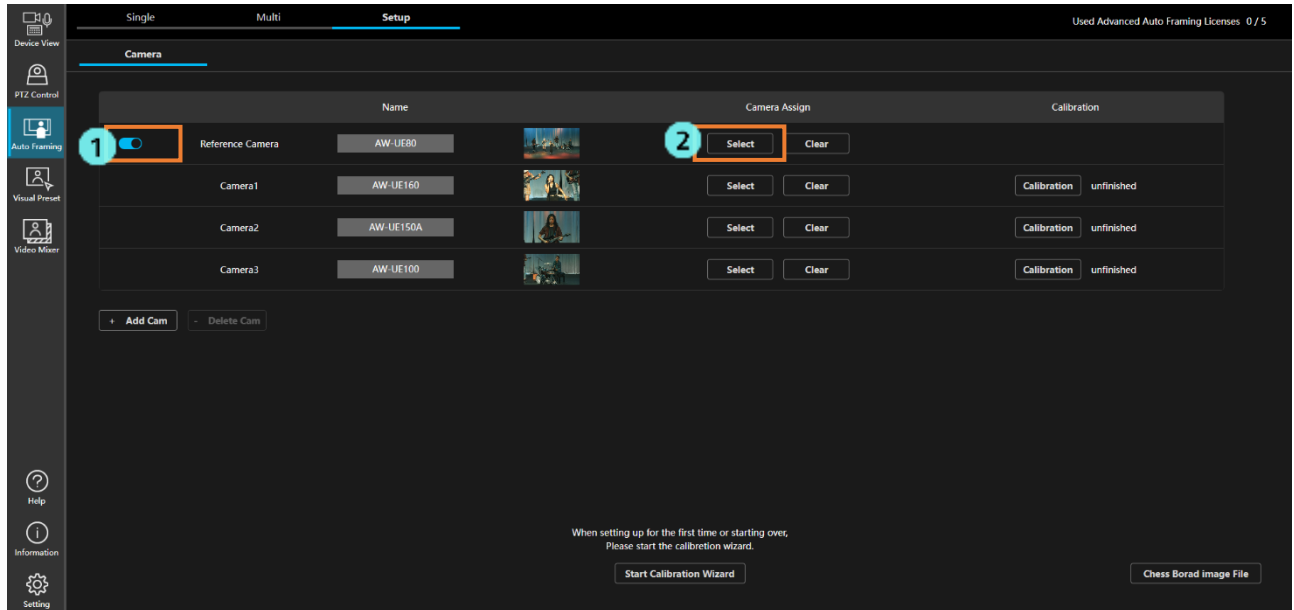 Single Multi Setup Used Advanced Auto Framing Licenses 0 / 5
Device View
Camera
PTZ Control
Name Camera Assign Calibration
Auto Framing
1 Reference Camera AW-UE80 2 Select Clear
Camera1 AW-UE160 Select Clear Calibration unfinished
Visual Preset
Camera2 AW-UE150A Select Clear Calibration unfinished
Video Mixer
Camera3 AW-UE100 Select Clear Calibration unfinished
+ Add Cam - Delete Cam
Help
When setting up for the first time or starting over,
Please start the calibretion wizard.
Information
Start Calibration Wizard Chess Borad image File
Setting